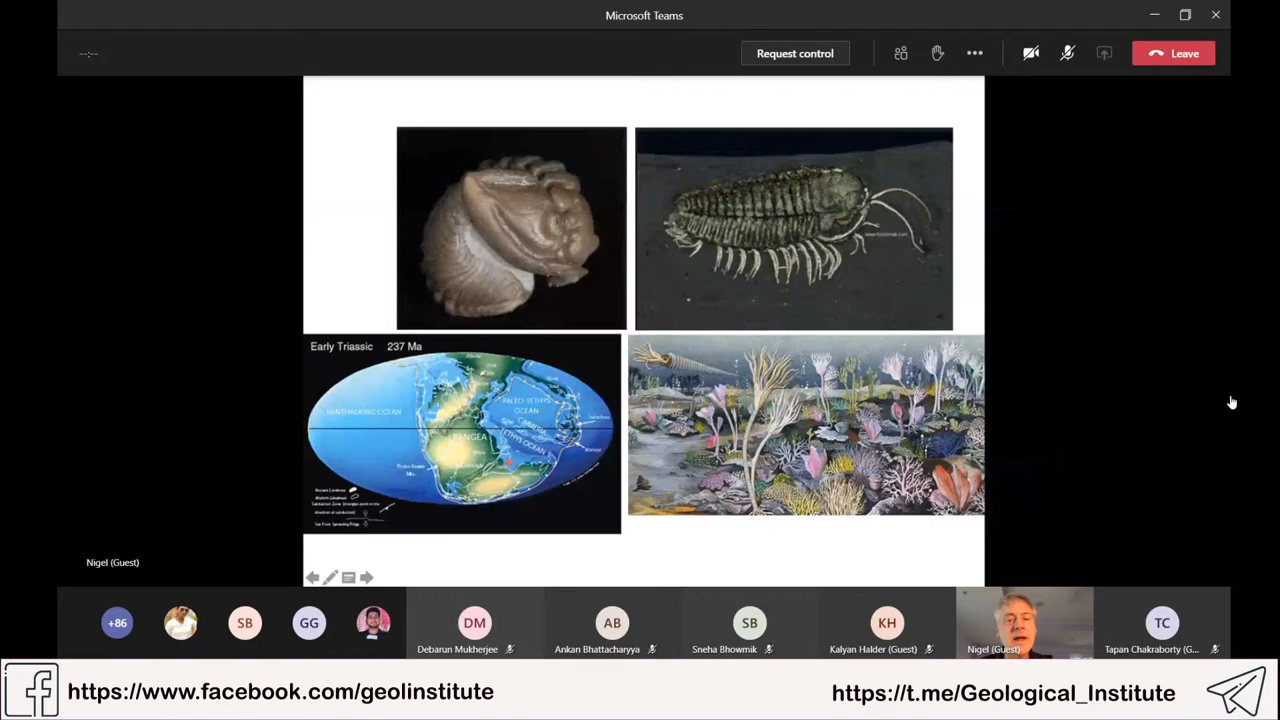 Microsoft Teams
--:--
Request control
Leave
Early Triassic 237 Ma
PANTHALASSIC OCEAN
PALEO-TETHYS
OCEAN
CIMMERIA
TETHYS OCEAN
PANGEA
Nigel (Guest)
+86
SB
GG
DM
AB
SB
KH
TC
Debarun Mukherjee
Ankan Bhattacharyya
Sneha Bhowmik
Kalyan Halder (Guest)
Nigel (Guest)
Tapan Chakraborty (G...
https://www.facebook.com/geolinstitute
https://t.me/Geological_Institute